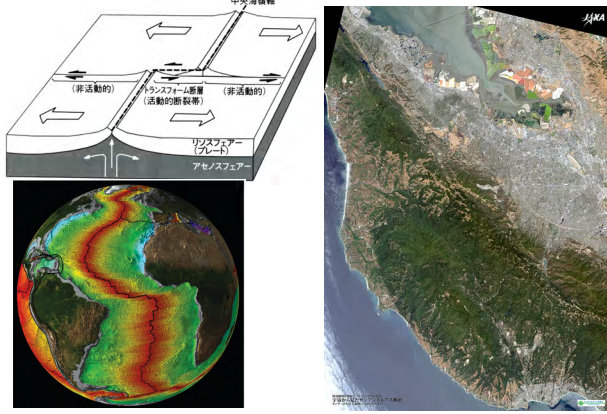 中央海嶺軸
(非活動的)
トランスフォーム断層
(活動的断裂帯)
(非活動的)
リソスフェアー
(プレート)
アセノスフェアー
JAXA